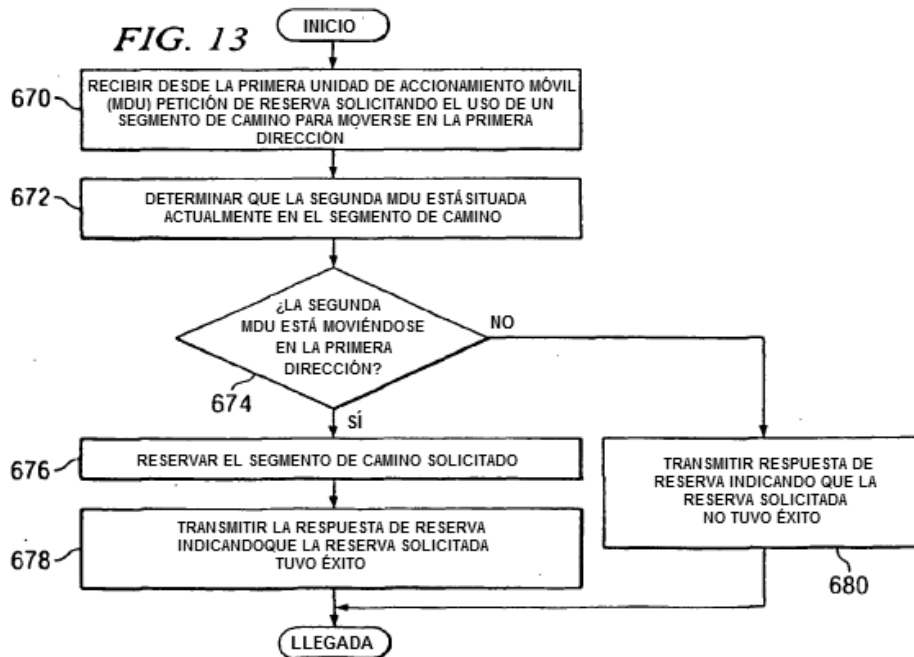 FIG. 13
INICIO
670
RECIBIR DESDE LA PRIMERA UNIDAD DE ACCIONAMIENTO MÓVIL
(MDU) PETICIÓN DE RESERVA SOLICITANDO EL USO DE UN
SEGMENTO DE CAMINO PARA MOVERSE EN LA PRIMERA
DIRECCIÓN
672
DETERMINAR QUE LA SEGUNDA MDU ESTÁ SITUADA
ACTUALMENTE EN EL SEGMENTO DE CAMINO
¿LA SEGUNDA
MDU ESTÁ MOVIÉNDOSE
EN LA PRIMERA
DIRECCIÓN?
NO
674
SÍ
676
RESERVAR EL SEGMENTO DE CAMINO SOLICITADO
678
TRANSMITIR LA RESPUESTA DE RESERVA
INDICANDOQUE LA RESERVA SOLICITADA
TUVO ÉXITO
TRANSMITIR RESPUESTA DE
RESERVA INDICANDO QUE LA
RESERVA SOLICITADA
NO TUVO ÉXITO
680
LLEGADA